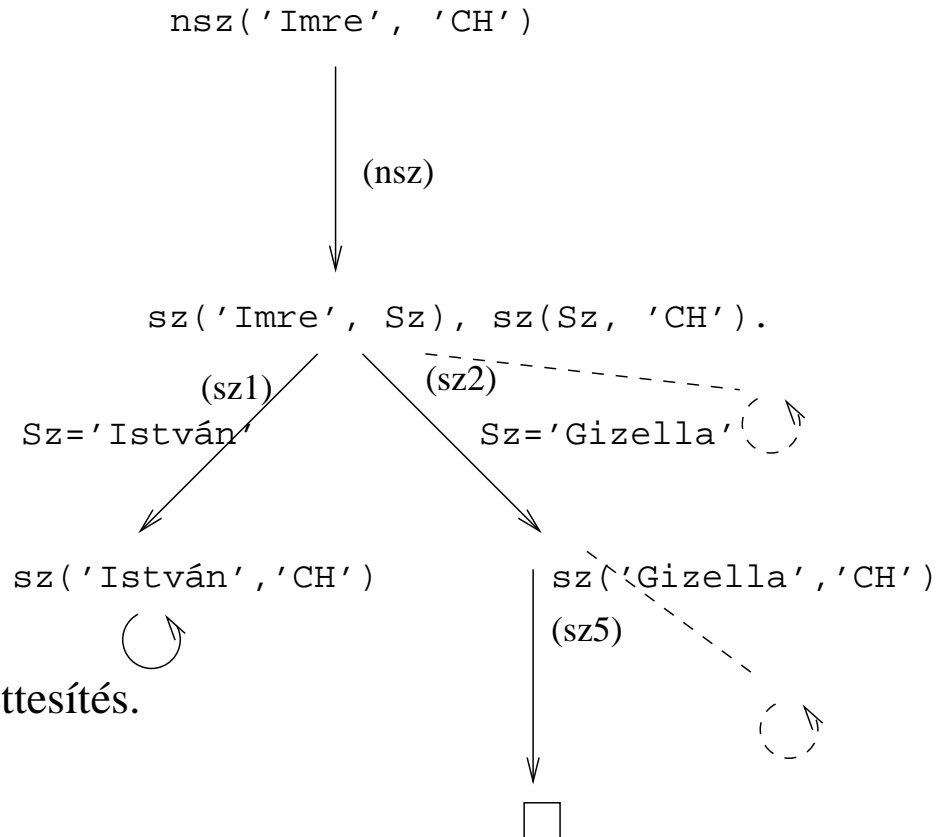 nsz('Imre', 'CH')
(nsz)
sz('Imre', Sz), sz(Sz, 'CH').
(sz1) (sz2)
Sz='István' Sz='Gizella'
sz('István','CH') sz('Gizella','CH')
(sz5)
ttesítés.